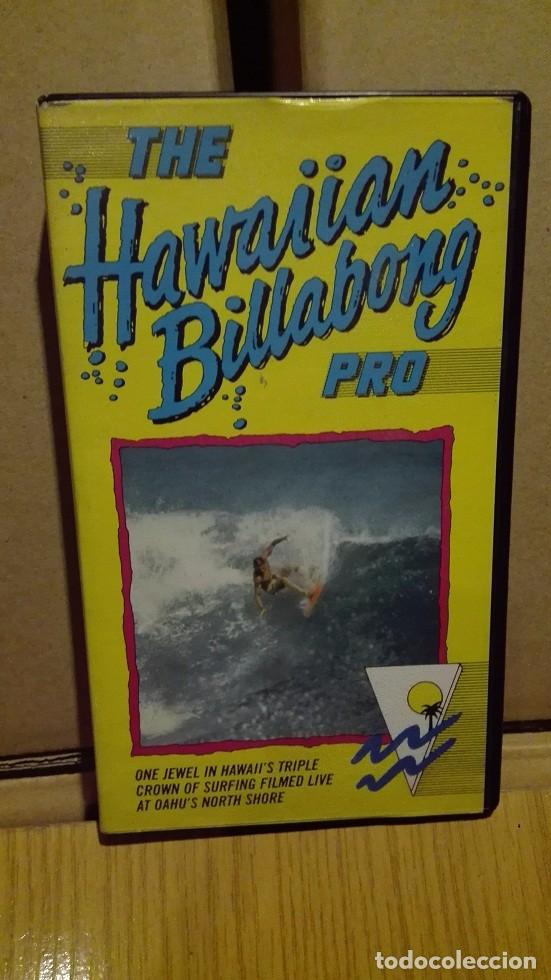 THE
Hawaiian
Billabong
PRO
ONE JEWEL IN HAWAII'S TRIPLE
CROWN OF SURFING FILMED LIVE
AT OAHU'S NORTH SHORE
todocoleccion